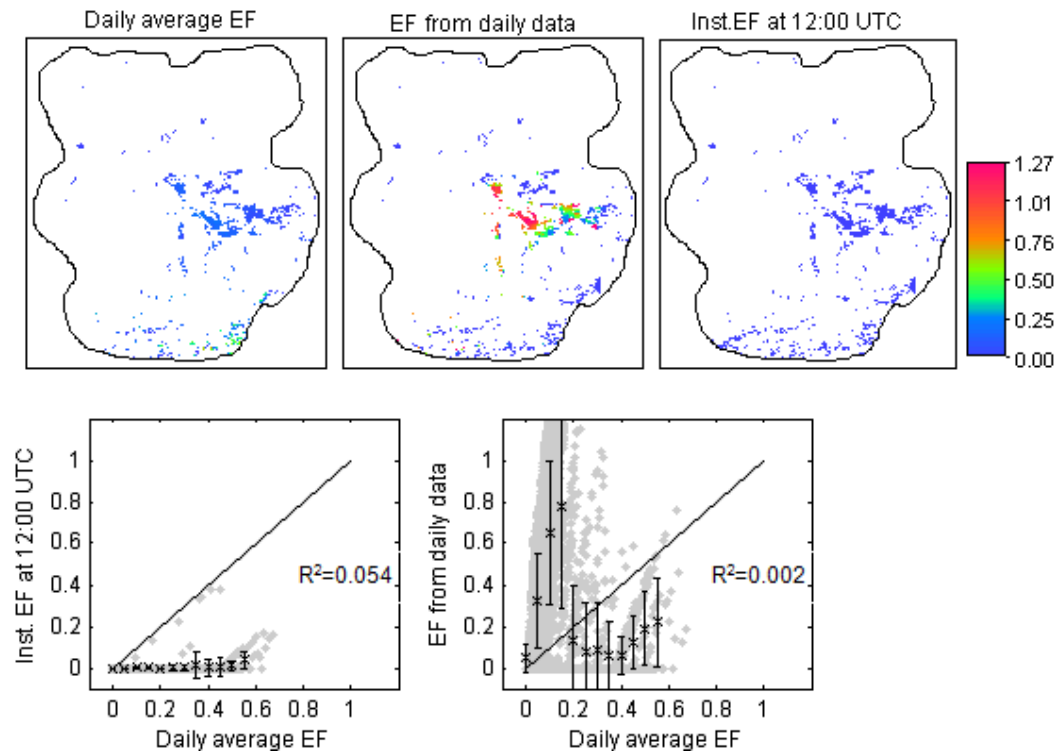 Daily average EF
EF from daily data
Inst.EF at 12:00 UTC
1.27
1.01
0.76
0.50
0.25
0.00
Inst. EF at 12:00 UTC
1
0.8
0.6
0.4
0.2
0
R²=0.054
0 0.2 0.4 0.6 0.8 1
Daily average EF
EF from daily data
1
0.8
0.6
0.4
0.2
0
R²=0.002
0 0.2 0.4 0.6 0.8 1
Daily average EF